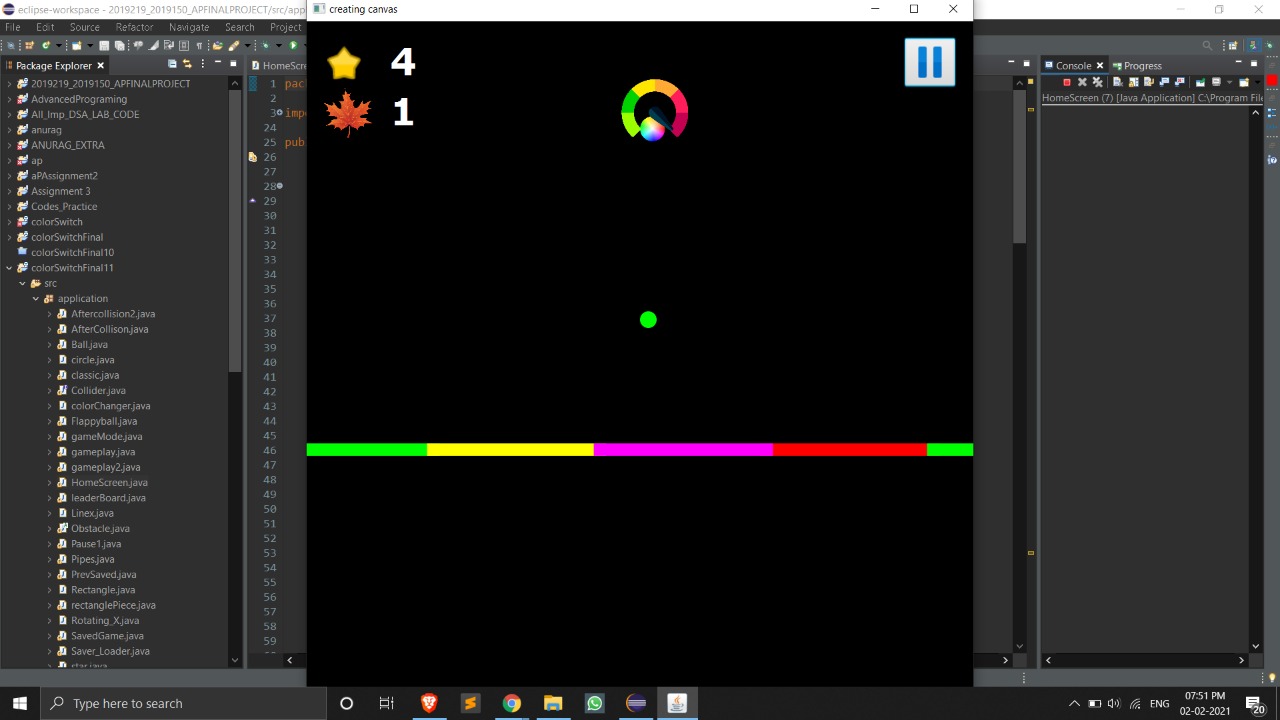 eclipse-workspace - 2019219_2019150_APFINALPROJECT/src/app
creating canvas
File Edit Source Refactor Navigate Search Project
Package Explorer
HomeScre
Console
Progress
HomeScreen (7) [Java Application] C:\Program File
2019219_2019150_APFINALPROJECT
AdvancedPrograming
All_Imp_DSA_LAB_CODE
anurag
ANURAG_EXTRA
ap
aPAssignment2
Assignment 3
Codes_Practice
colorSwitch
colorSwitchFinal
colorSwitchFinal10
colorSwitchFinal11
src
application
Aftercollision2.java
AfterCollison.java
Ball.java
circle.java
classic.java
Collider.java
colorChanger.java
Flappyball.java
gameMode.java
gameplay.java
gameplay2.java
HomeScreen.java
leaderBoard.java
Linex.java
Obstacle.java
Pause1.java
Pipes.java
PrevSaved.java
Rectangle.java
rectanglePiece.java
Rotating_X.java
SavedGame.java
Saver_Loader.java
star.java
1 pac
2
3 imp
24
25 pub
26
27
28
29
30
31
32
33
34
35
36
37
38
39
40
41
42
43
44
45
46
47
48
49
50
51
52
53
54
55
56
57
58
59
4
1
Type here to search
ENG
07:51 PM
02-02-2021
20